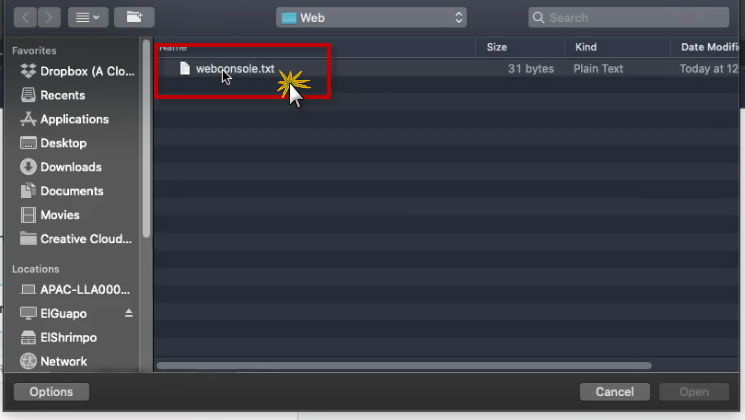 Web
Search
Favorites
Name
Size
Kind
Date Modifi
Dropbox (A Clo...
webconsole.txt
31 bytes
Plain Text
Today at 12
Recents
Applications
Desktop
Downloads
Documents
Movies
Creative Cloud...
Locations
APAC-LLA000...
ElGuapo
ElShrimpo
Network
Options
Cancel
Open